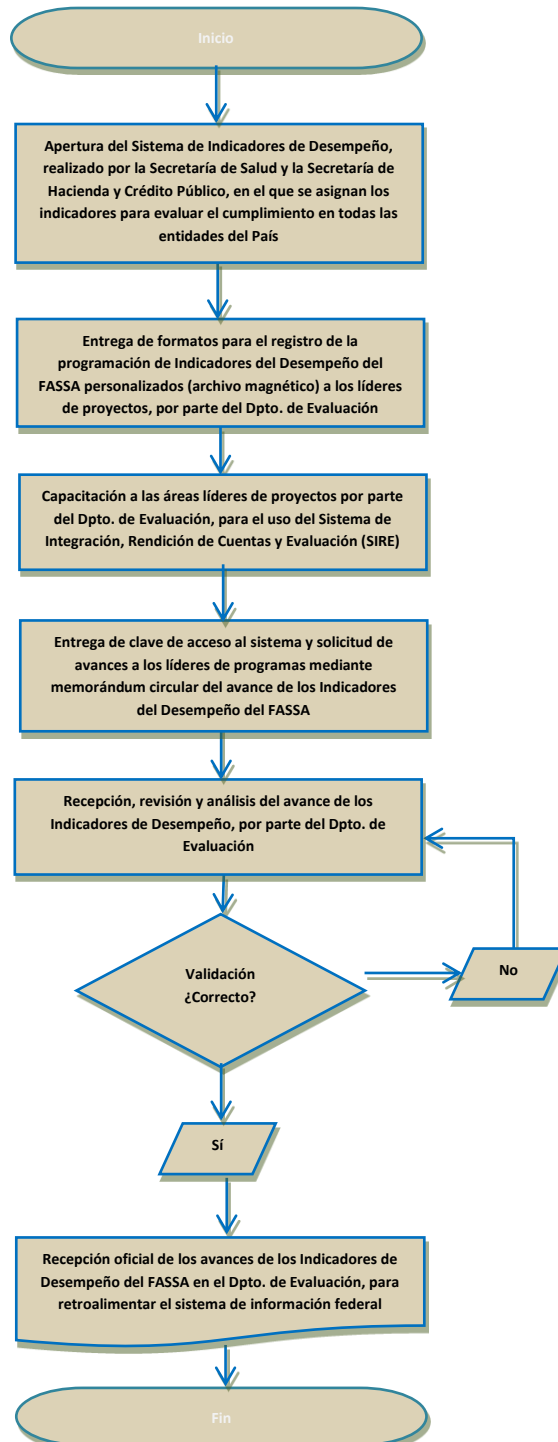 Inicio
Apertura del Sistema de Indicadores de Desempeño,
realizado por la Secretaría de Salud y la Secretaría de
Hacienda y Crédito Público, en el que se asignan los
indicadores para evaluar el cumplimiento en todas las
entidades del País
Entrega de formatos para el registro de la
programación de Indicadores del Desempeño del
FASSA personalizados (archivo magnético) a los líderes
de proyectos, por parte del Dpto. de Evaluación
Capacitación a las áreas líderes de proyectos por parte
del Dpto. de Evaluación, para el uso del Sistema de
Integración, Rendición de Cuentas y Evaluación (SIRE)
Entrega de clave de acceso al sistema y solicitud de
avances a los líderes de programas mediante
memorándum circular del avance de los Indicadores
del Desempeño del FASSA
Recepción, revisión y análisis del avance de los
Indicadores de Desempeño, por parte del Dpto. de
Evaluación
Validación
¿Correcto?
No
Sí
Recepción oficial de los avances de los Indicadores de
Desempeño del FASSA en el Dpto. de Evaluación, para
retroalimentar el sistema de información federal
Fin